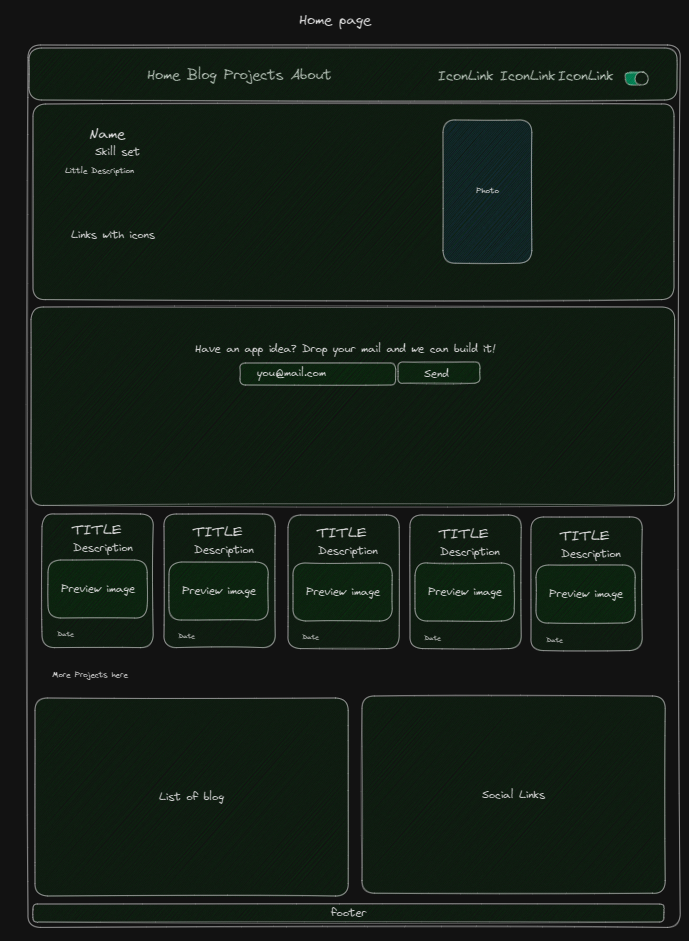 Home page
Home Blog Projects About IconLink IconLink IconLink
Name
Skill set
Little Description
Photo
Links with icons
Have an app idea? Drop your mail and we can build it!
you@mail.com Send
TITLE TITLE TITLE TITLE TITLE
Description Description Description Description Description
Preview image Preview image Preview image Preview image Preview image
Date Date Date Date Date
More Projects here
List of blog Social Links
footer